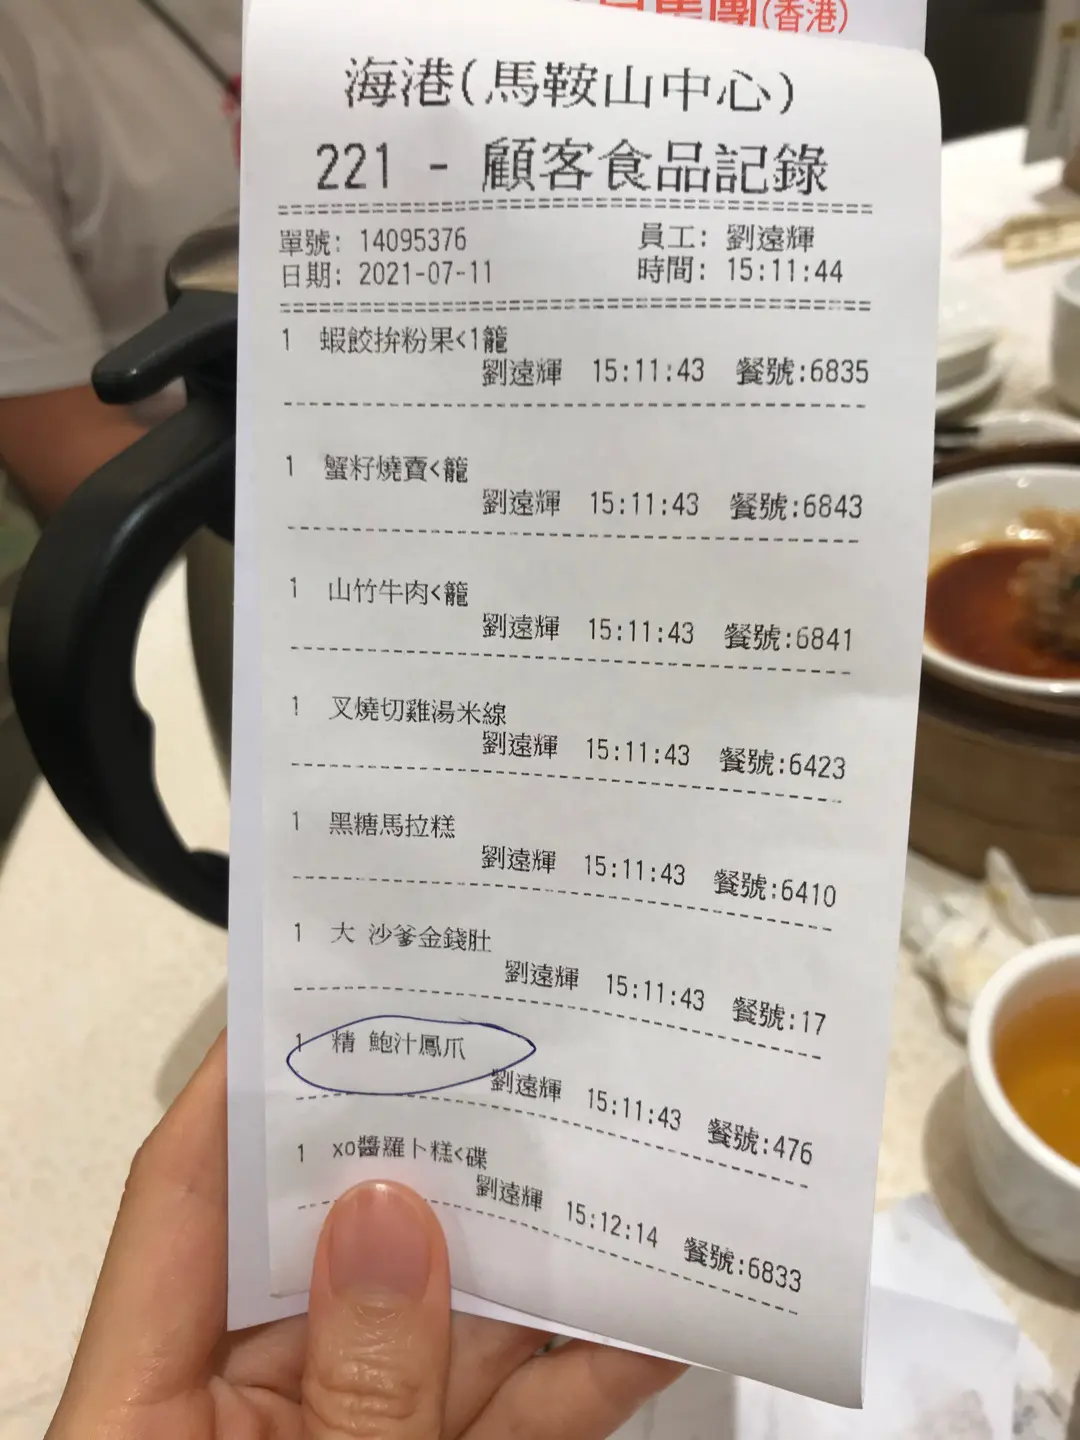 集團(香港)
海港(馬鞍山中心)
221 - 顧客食品記錄
單號: 14095376 員工: 劉遠輝
日期: 2021-07-11 時間: 15:11:44
1 蝦餃拚粉果<1籠
劉遠輝 15:11:43 餐號:6835
1 蟹籽燒賣<籠
劉遠輝 15:11:43 餐號:6843
1 山竹牛肉<籠
劉遠輝 15:11:43 餐號:6841
1 叉燒切雞湯米線
劉遠輝 15:11:43 餐號:6423
1 黑糖馬拉糕
劉遠輝 15:11:43 餐號:6410
1 大 沙爹金錢肚
劉遠輝 15:11:43 餐號:17
1 精 鮑汁鳳爪
劉遠輝 15:11:43 餐號:476
1 xo醬羅卜糕<碟
劉遠輝 15:12:14 餐號:6833